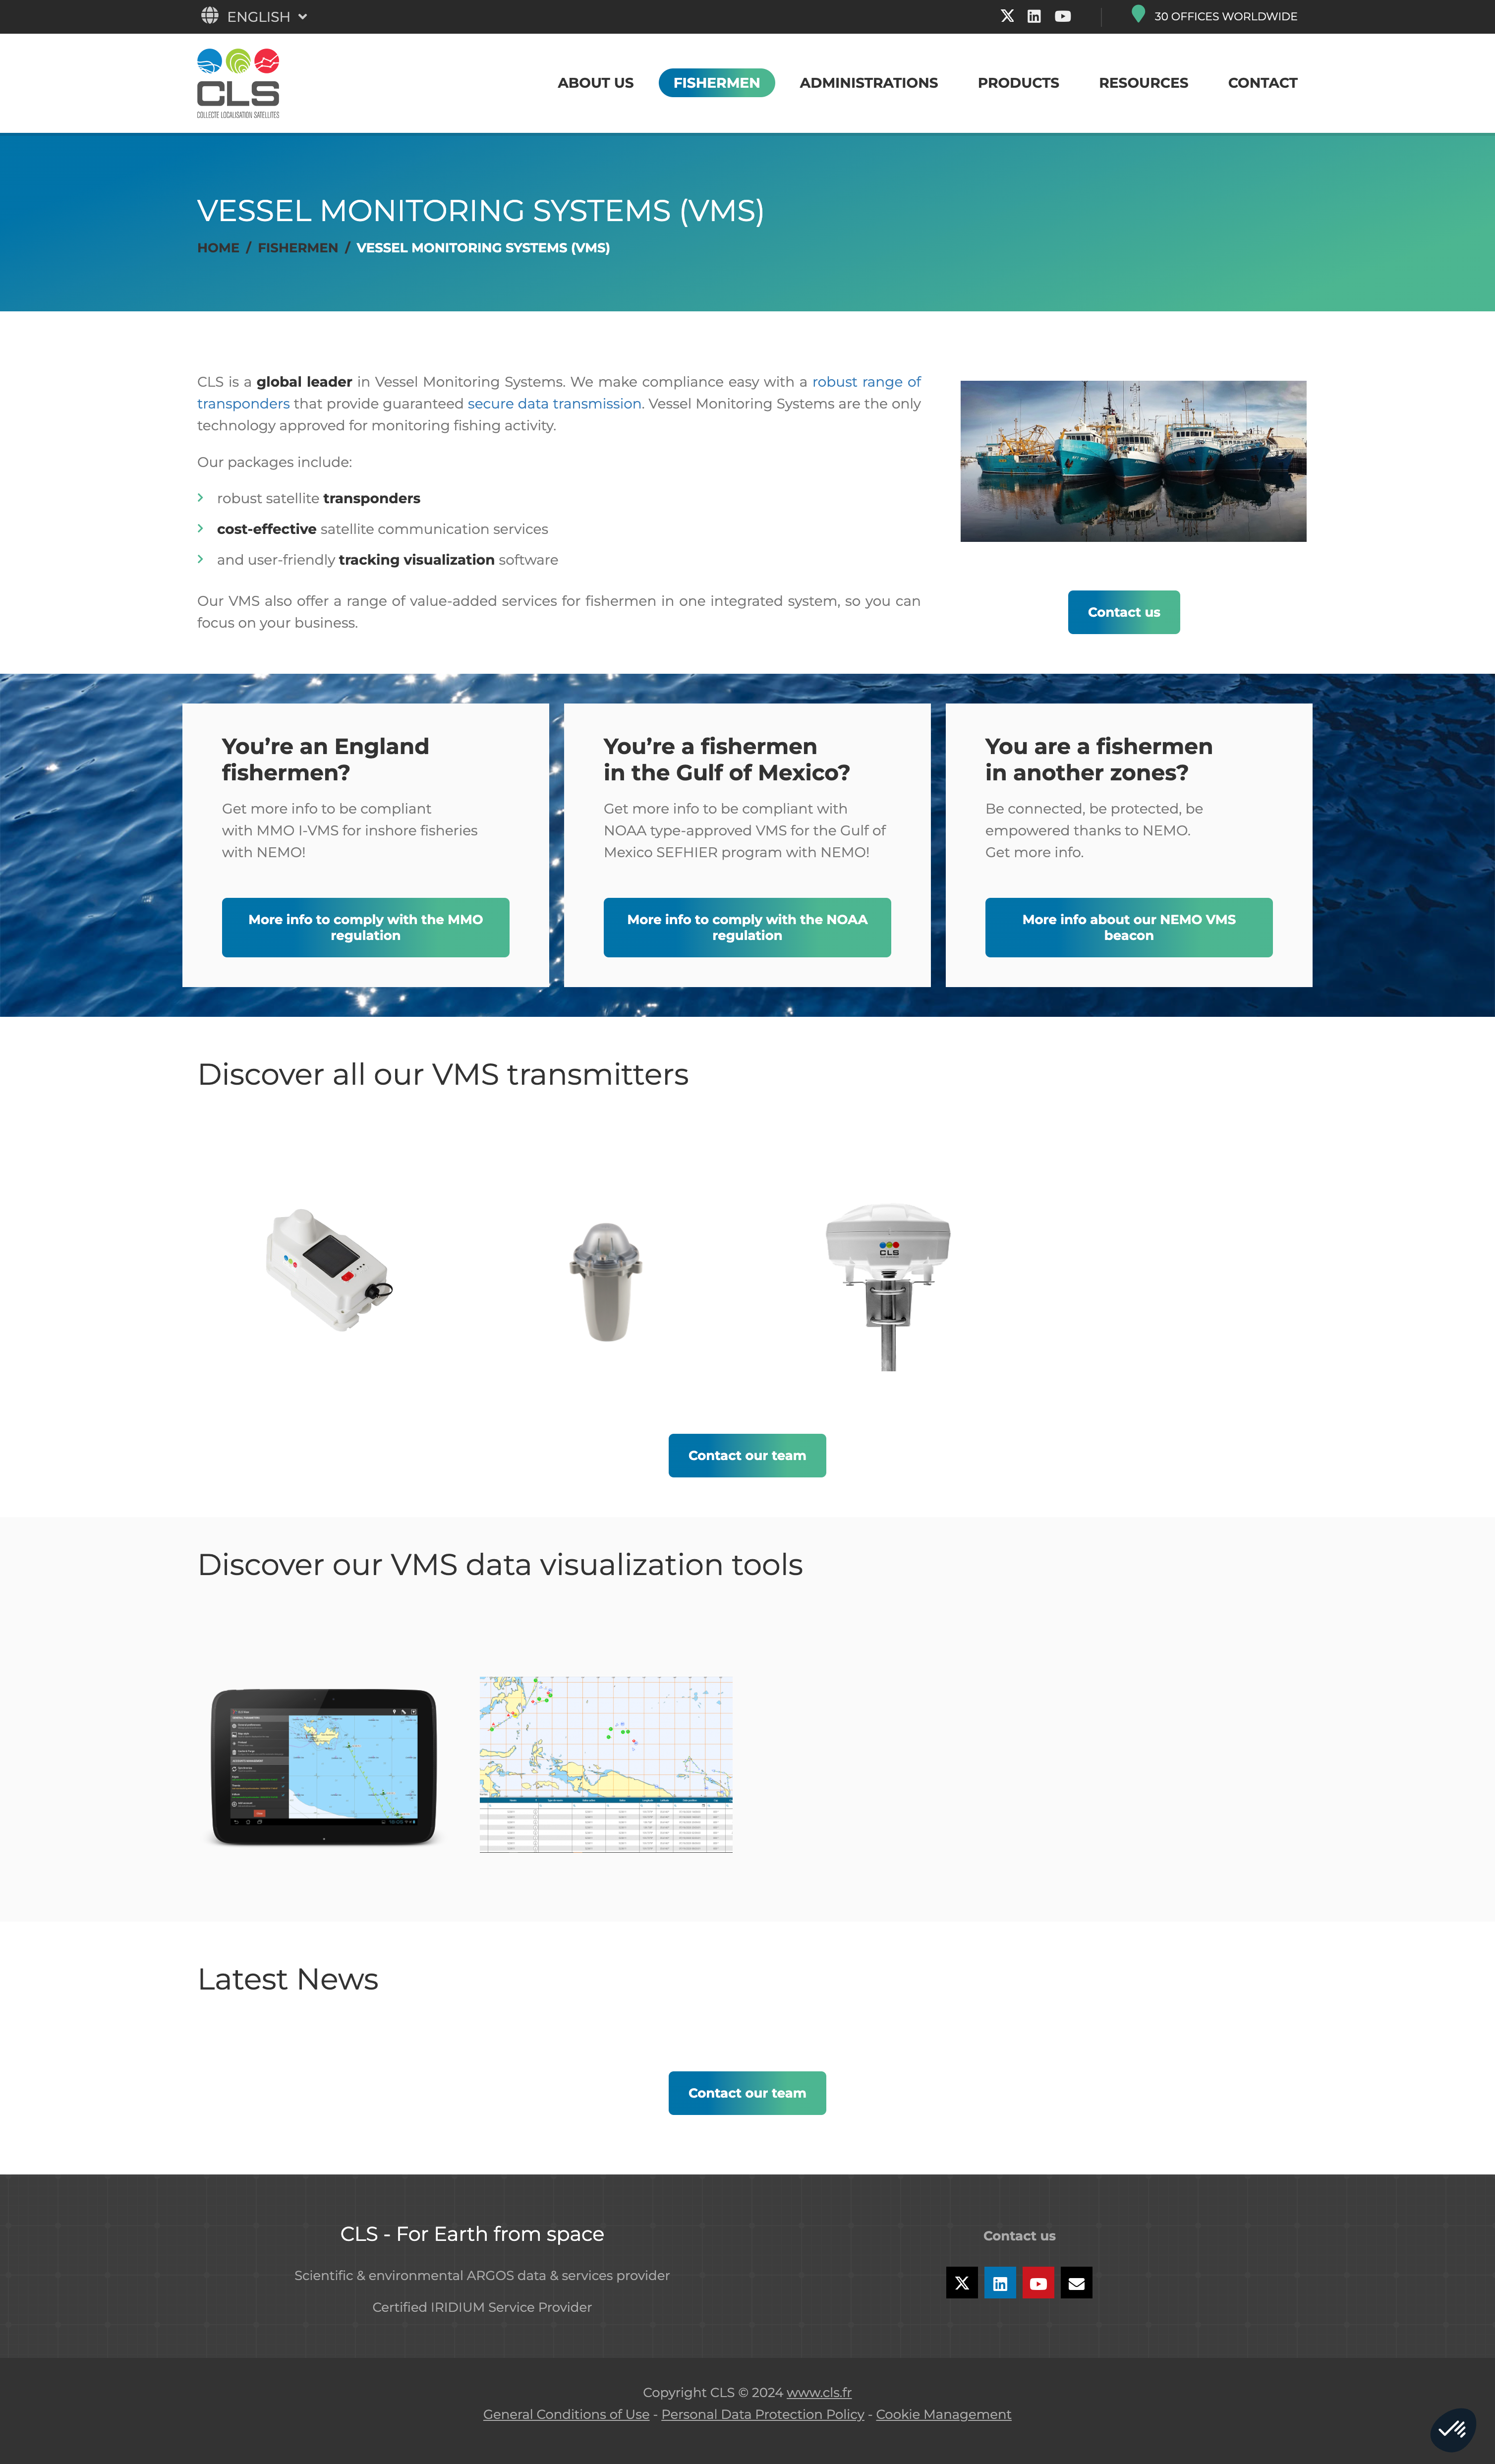 ENGLISH
30 OFFICES WORLDWIDE
CLS
COLLECTE LOCALISATION SATELLITES
ABOUT US
FISHERMEN
ADMINISTRATIONS
PRODUCTS
RESOURCES
CONTACT
VESSEL MONITORING SYSTEMS (VMS)
HOME / FISHERMEN / VESSEL MONITORING SYSTEMS (VMS)
CLS is a global leader in Vessel Monitoring Systems. We make compliance easy with a robust range of
transponders that provide guaranteed secure data transmission. Vessel Monitoring Systems are the only
technology approved for monitoring fishing activity.
Our packages include:
robust satellite transponders
cost-effective satellite communication services
and user-friendly tracking visualization software
Our VMS also offer a range of value-added services for fishermen in one integrated system, so you can
focus on your business.
Contact us
You’re an England
fishermen?
Get more info to be compliant
with MMO I-VMS for inshore fisheries
with NEMO!
More info to comply with the MMO
regulation
You’re a fishermen
in the Gulf of Mexico?
Get more info to be compliant with
NOAA type-approved VMS for the Gulf of
Mexico SEFHIER program with NEMO!
More info to comply with the NOAA
regulation
You are a fishermen
in another zones?
Be connected, be protected, be
empowered thanks to NEMO.
Get more info.
More info about our NEMO VMS
beacon
Discover all our VMS transmitters
CLS
Contact our team
Discover our VMS data visualization tools
Latest News
Contact our team
CLS - For Earth from space
Scientific & environmental ARGOS data & services provider
Certified IRIDIUM Service Provider
Contact us
Copyright CLS © 2024 www.cls.fr
General Conditions of Use - Personal Data Protection Policy - Cookie Management